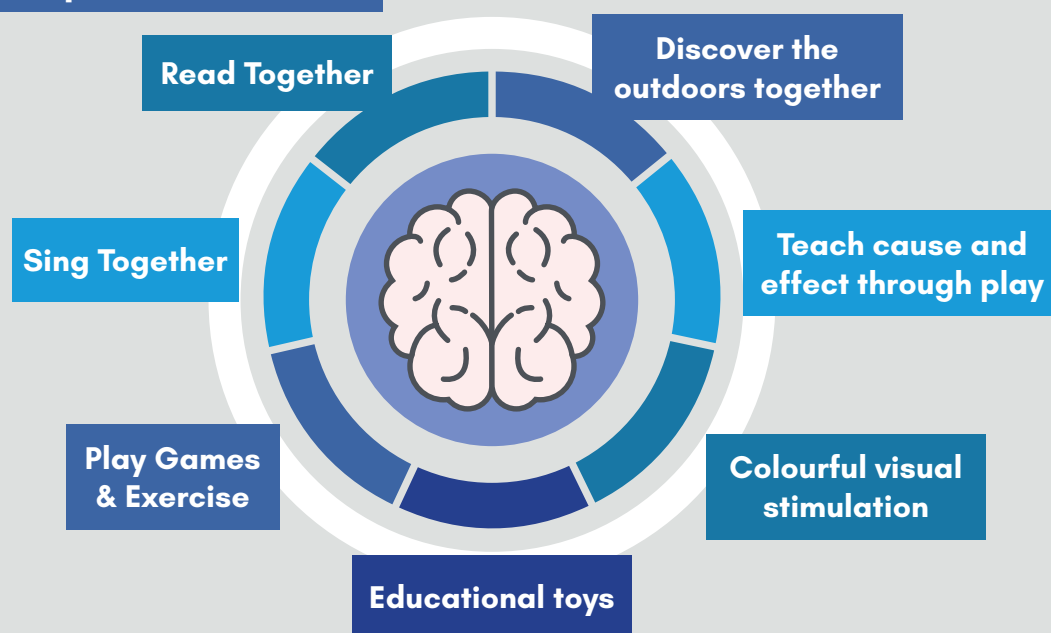 Read Together
Discover the
outdoors together
Sing Together
Teach cause and
effect through play
Play Games
& Exercise
Colourful visual
stimulation
Educational toys